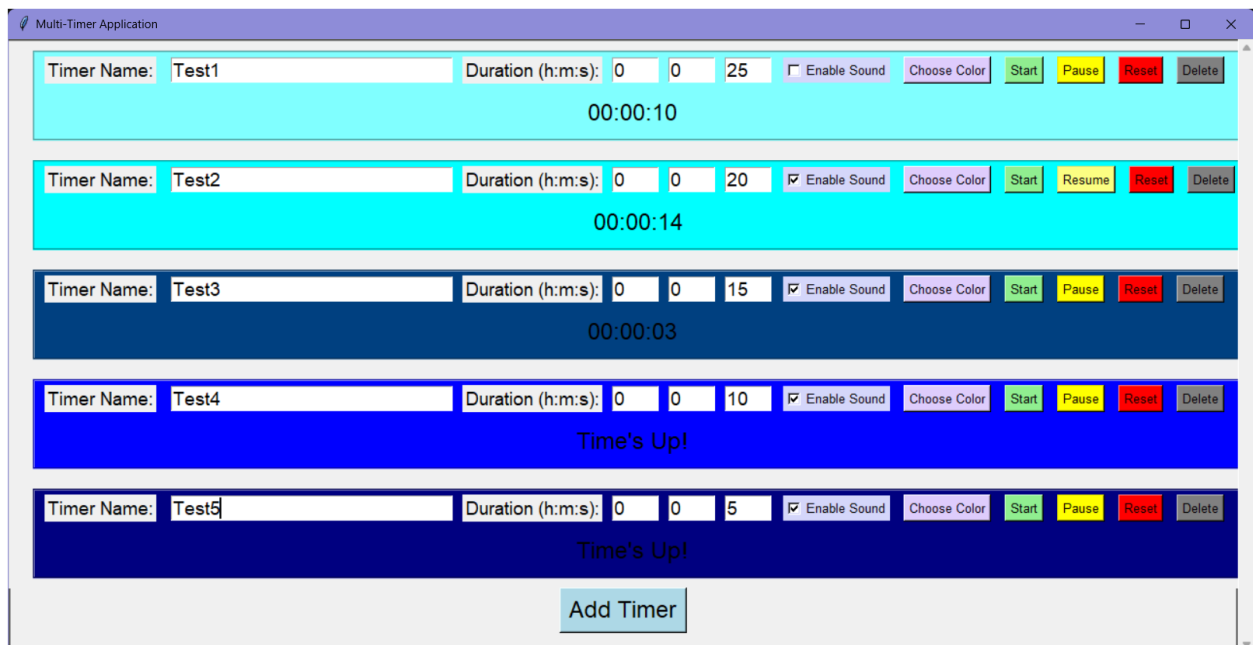 Multi-Timer Application
Timer Name: Test1 Duration (h:m:s): 0 0 25 Enable Sound Choose Color Start Pause Reset Delete
00:00:10
Timer Name: Test2 Duration (h:m:s): 0 0 20 Enable Sound Choose Color Start Resume Reset Delete
00:00:14
Timer Name: Test3 Duration (h:m:s): 0 0 15 Enable Sound Choose Color Start Pause Reset Delete
00:00:03
Timer Name: Test4 Duration (h:m:s): 0 0 10 Enable Sound Choose Color Start Pause Reset Delete
Time's Up!
Timer Name: Test5 Duration (h:m:s): 0 0 5 Enable Sound Choose Color Start Pause Reset Delete
Time's Up!
Add Timer